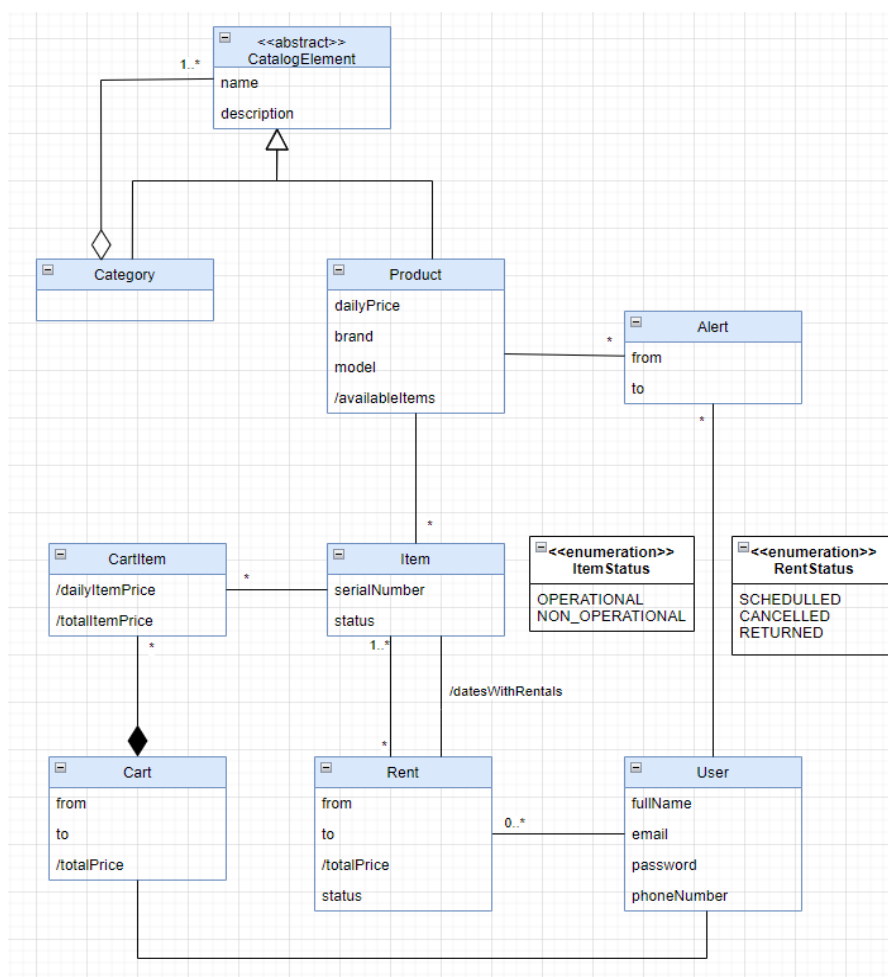 <<abstract>>
CatalogElement
1..*
name
description
Category
Product
dailyPrice
brand
model
/availableItems
Alert
*
from
to
*
*
CartItem
/dailyItemPrice
/totalItemPrice
*
Item
serialNumber
status
<<enumeration>>
ItemStatus
OPERATIONAL
NON_OPERATIONAL
<<enumeration>>
RentStatus
SCHEDULLED
CANCELLED
RETURNED
*
1..*
/datesWithRentals
*
Cart
from
to
/totalPrice
Rent
from
to
/totalPrice
status
0..*
User
fullName
email
password
phoneNumber